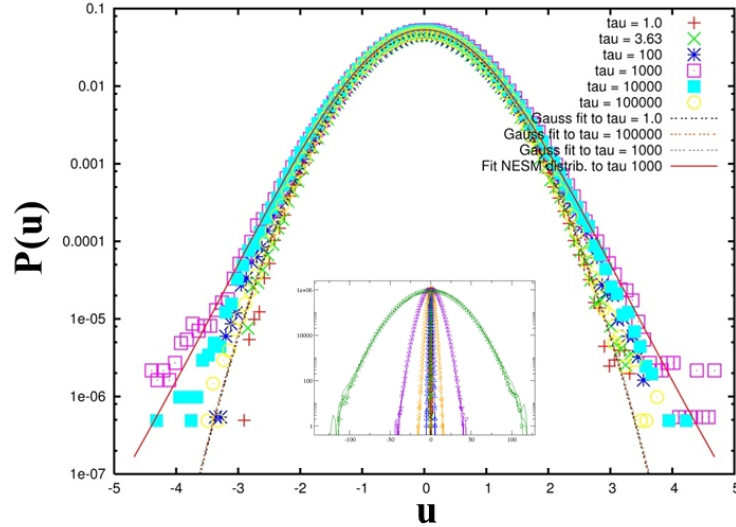 0.1
0.01
0.001
0.0001
1e-05
1e-06
1e-07
P(u)
tau = 1.0
tau = 3.63
tau = 100
tau = 1000
tau = 10000
tau = 100000
Gauss fit to tau = 1.0
Gauss fit to tau = 100000
Gauss fit to tau = 1000
Fit NESM distrib. to tau 1000
1e+06
10000
100
1
-100 -50 0 50 100
-5 -4 -3 -2 -1 0 1 2 3 4 5
u